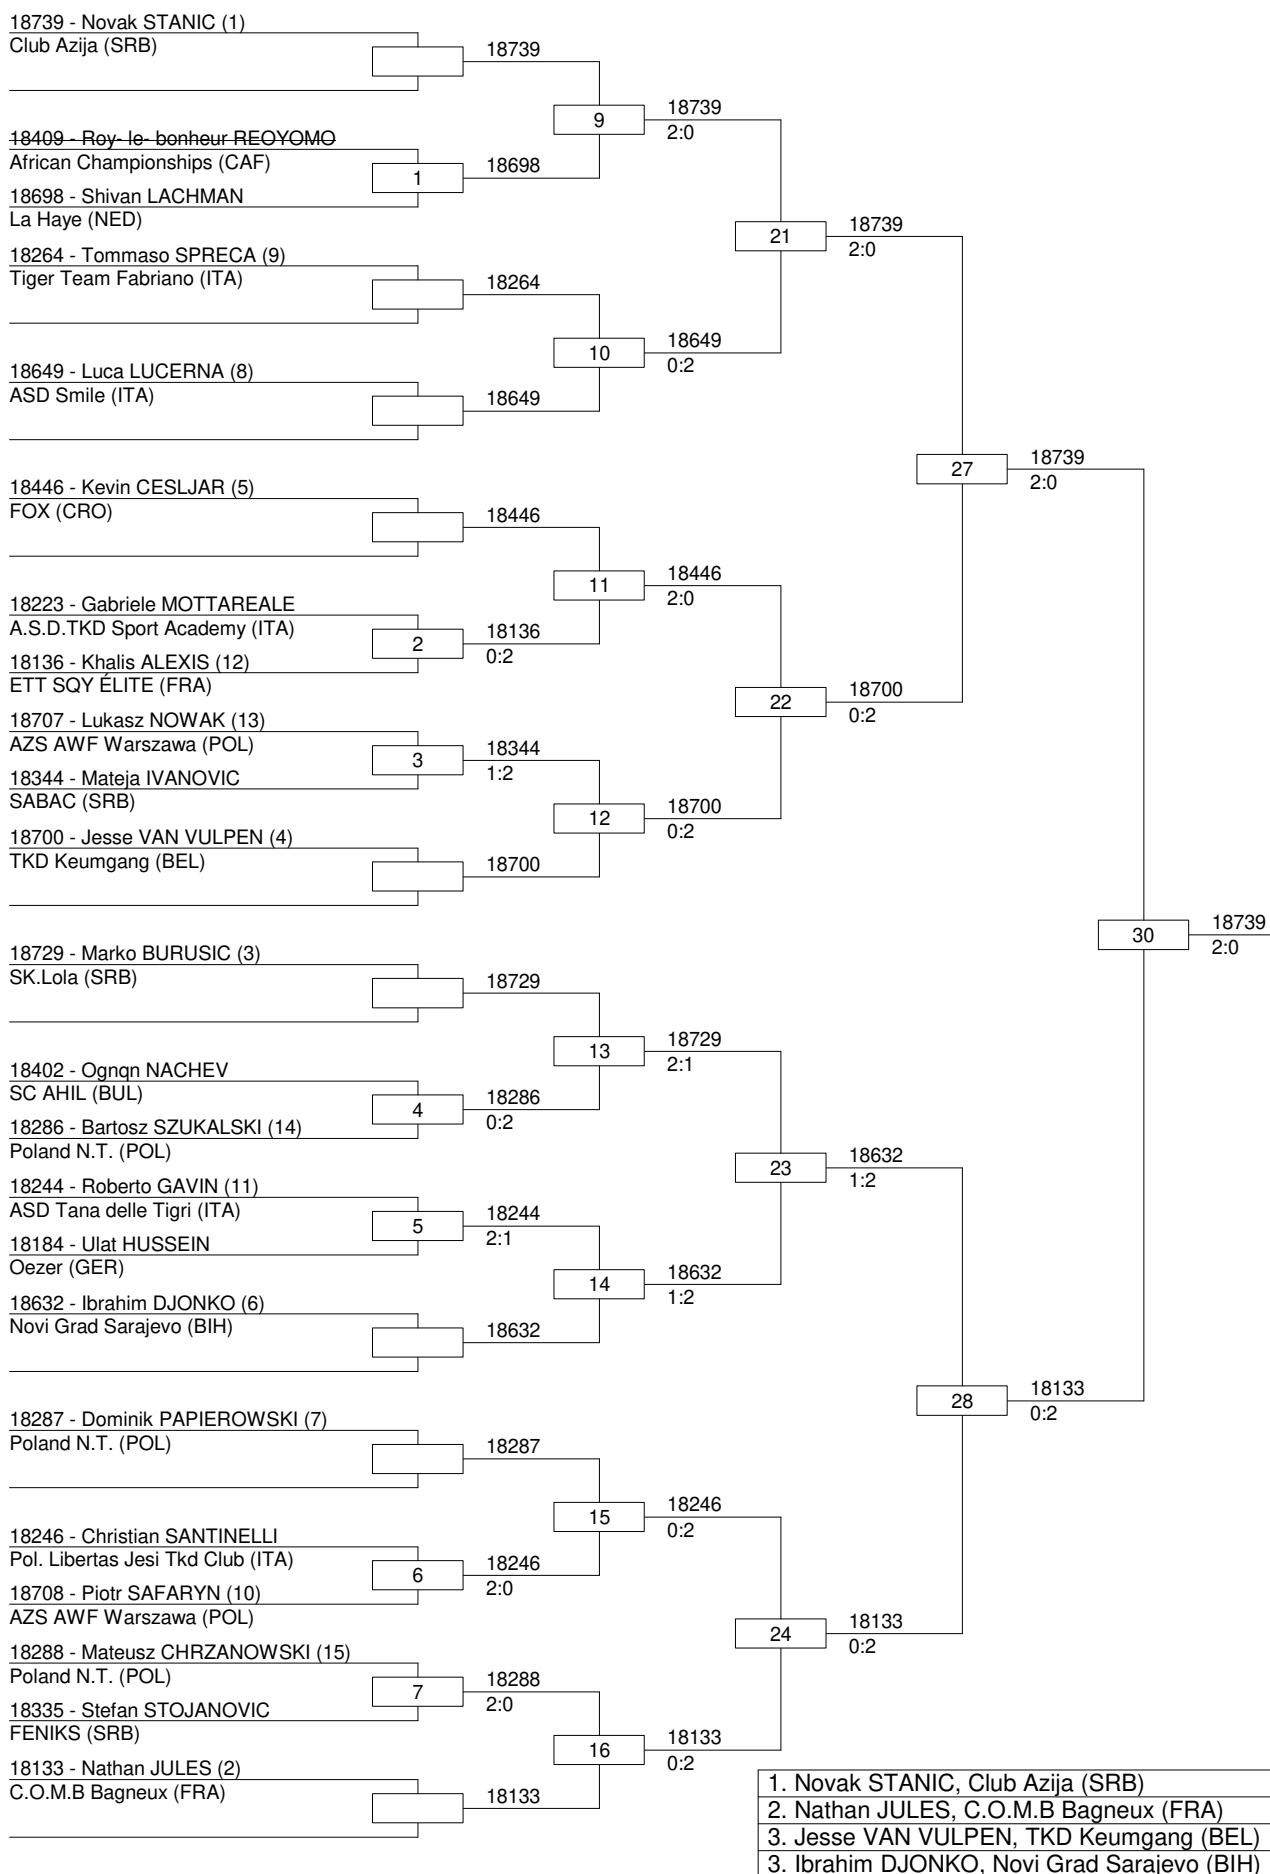 18739 - Novak STANIC (1)
Club Azija (SRB)
18739
18409 - Roy- le- bonheur REOYOMO
African Championships (CAF)
1
18698
18698 - Shivan LACHMAN
La Haye (NED)
9
18739
2:0
18264 - Tommaso SPRECA (9)
Tiger Team Fabriano (ITA)
18264
18649 - Luca LUCERNA (8)
ASD Smile (ITA)
18649
10
18649
0:2
21
18739
2:0
18446 - Kevin CESLJAR (5)
FOX (CRO)
18446
18223 - Gabriele MOTTAREALE
A.S.D.TKD Sport Academy (ITA)
2
18136
0:2
18136 - Khalis ALEXIS (12)
ETT SQY ÉLITE (FRA)
11
18446
2:0
18707 - Lukasz NOWAK (13)
AZS AWF Warszawa (POL)
3
18344
1:2
18344 - Mateja IVANOVIC
SABAC (SRB)
18700 - Jesse VAN VULPEN (4)
TKD Keumgang (BEL)
18700
12
18700
0:2
22
18700
0:2
27
18739
2:0
18729 - Marko BURUSIC (3)
SK.Lola (SRB)
18729
18402 - Ognqn NACHEV
SC AHIL (BUL)
4
18286
0:2
18286 - Bartosz SZUKALSKI (14)
Poland N.T. (POL)
13
18729
2:1
18244 - Roberto GAVIN (11)
ASD Tana delle Tigri (ITA)
5
18244
2:1
18184 - Ulat HUSSEIN
Oezer (GER)
18632 - Ibrahim DJONKO (6)
Novi Grad Sarajevo (BIH)
18632
14
18632
1:2
23
18632
1:2
18287 - Dominik PAPIEROWSKI (7)
Poland N.T. (POL)
18287
18246 - Christian SANTINELLI
Pol. Libertas Jesi Tkd Club (ITA)
6
18246
2:0
18708 - Piotr SAFARYN (10)
AZS AWF Warszawa (POL)
15
18246
0:2
18288 - Mateusz CHRZANOWSKI (15)
Poland N.T. (POL)
7
18288
2:0
18335 - Stefan STOJANOVIC
FENIKS (SRB)
18133 - Nathan JULES (2)
C.O.M.B Bagneux (FRA)
18133
16
18133
0:2
24
18133
0:2
28
18133
0:2
30
18739
2:0
1. Novak STANIC, Club Azija (SRB)
2. Nathan JULES, C.O.M.B Bagneux (FRA)
3. Jesse VAN VULPEN, TKD Keumgang (BEL)
3. Ibrahim DJONKO, Novi Grad Sarajevo (BIH)